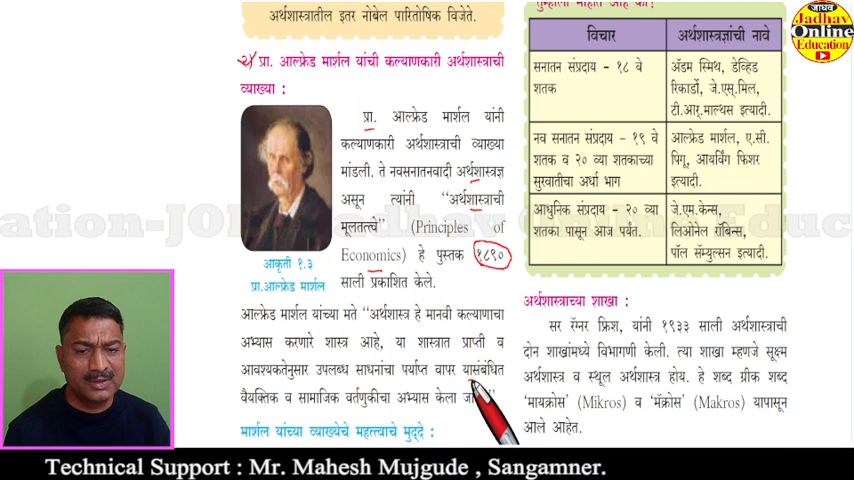 अर्थशास्त्रातील इतर नोबेल पारितोषिक विजेते.
२) प्रा. आल्फ्रेड मार्शल यांची कल्याणकारी अर्थशास्त्राची
व्याख्या :
प्रा. आल्फ्रेड मार्शल यांनी
कल्याणकारी अर्थशास्त्राची व्याख्या
मांडली. ते नवसनातनवादी अर्थशास्त्रज्ञ
असून त्यांनी “अर्थशास्त्राची
मूलतत्त्वे” (Principles of
Economics) हे पुस्तक १८९०
साली प्रकाशित केले.
आकृती १.३
प्रा.आल्फ्रेड मार्शल
आल्फ्रेड मार्शल यांच्या मते “अर्थशास्त्र हे मानवी कल्याणाचा
अभ्यास करणारे शास्त्र आहे, या शास्त्रात प्राप्ती व
आवश्यकतेनुसार उपलब्ध साधनांचा पर्याप्त वापर यासंबंधित
वैयक्तिक व सामाजिक वर्तणुकीचा अभ्यास केला
मार्शल यांच्या व्याख्येचे महत्त्वाचे मुद्दे :
तुम्हाला माहीत आहे का?
विचार अर्थशास्त्रज्ञांची नावे
सनातन संप्रदाय - १८ वे
शतक
ॲडम स्मिथ, डेव्हिड
रिकार्डो, जे.एस्.मिल,
टी.आर्.माल्थस इत्यादी.
नव सनातन संप्रदाय - १९ वे
शतक व २० व्या शतकाच्या
सुरवातीचा अर्धा भाग
आल्फ्रेड मार्शल, ए.सी.
पिगू, आयर्विंग फिशर
इत्यादी.
आधुनिक संप्रदाय - २० व्या
शतका पासून आज पर्यंत.
जे.एम.केन्स,
लिओनेल रॉबिन्स,
पॉल सॅम्युल्सन इत्यादी.
अर्थशास्त्राच्या शाखा :
सर रॅग्नर फ्रिश, यांनी १९३३ साली अर्थशास्त्राची
दोन शाखांमध्ये विभागणी केली. त्या शाखा म्हणजे सूक्ष्म
अर्थशास्त्र व स्थूल अर्थशास्त्र होय. हे शब्द ग्रीक शब्द
‘मायक्रोस’ (Mikros) व ‘मॅक्रोस’ (Makros) यापासून
आले आहेत.
जाधव
Jadhav
Online
Education
Technical Support : Mr. Mahesh Mujgude , Sangamner.